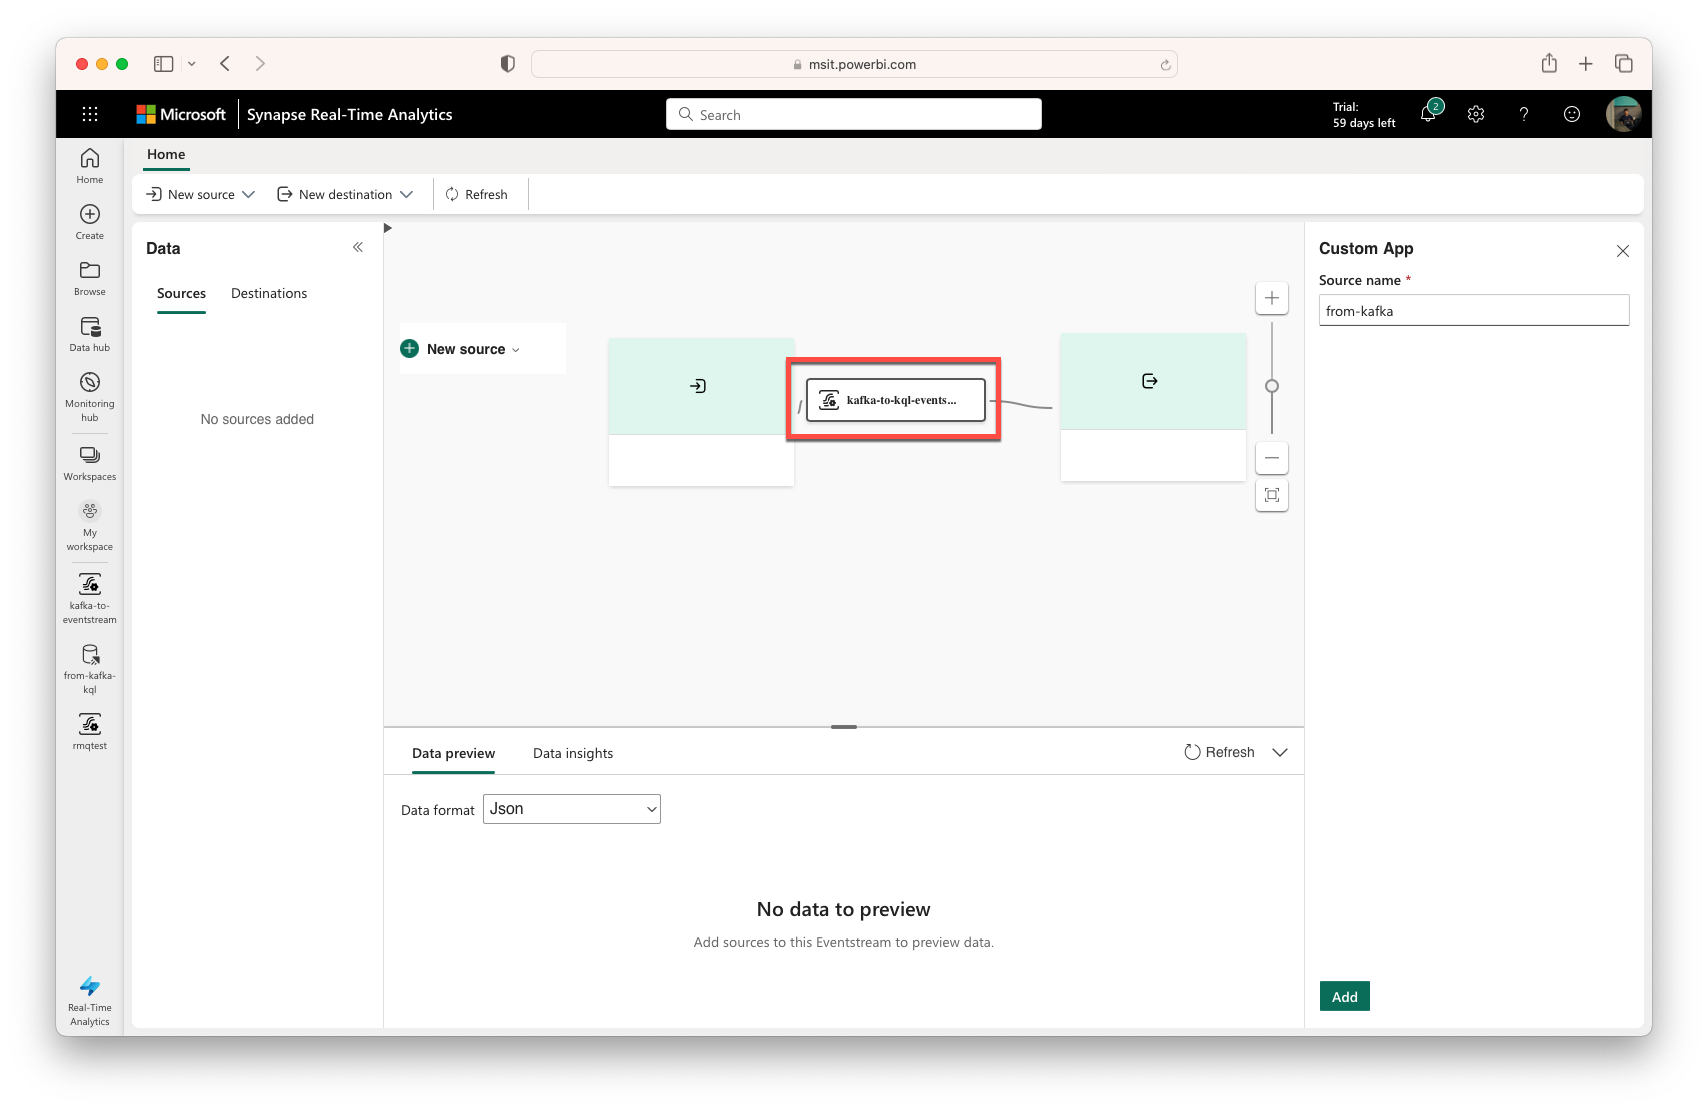 msit.powerbi.com
Microsoft
Synapse Real-Time Analytics
Search
Trial:
59 days left
2
?
Home
New source
New destination
Refresh
Home
Create
Browse
Data hub
Monitoring
hub
Workspaces
My
workspace
kafka-to-
eventstream
from-kafka-
kql
rmqtest
Real-Time
Analytics
Data
Sources
Destinations
No sources added
New source
kafka-to-kql-events...
Data preview
Data insights
Refresh
Data format
Json
No data to preview
Add sources to this Eventstream to preview data.
Custom App
Source name *
from-kafka
Add